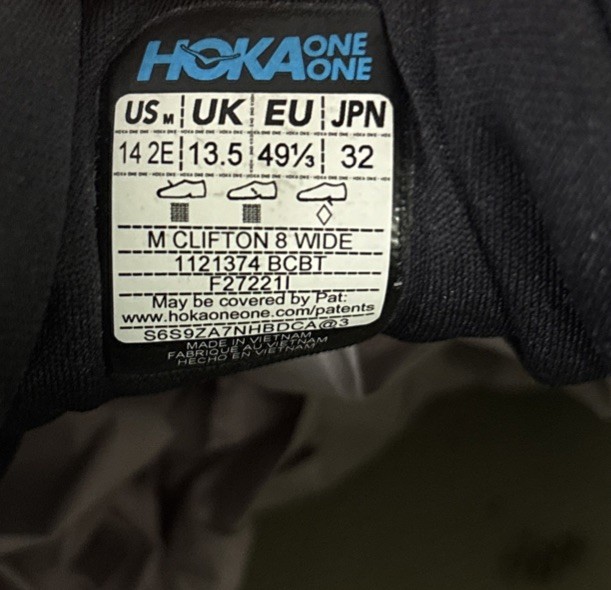 HOKA ONE ONE
US M UK EU JPN
14 2E 13.5 49⅓ 32
M CLIFTON 8 WIDE
1121374 BCBT
F27221I
May be covered by Pat:
www.hokaoneone.com/patents
S6S9ZA7NHBDCA@3
MADE IN VIETNAM
FABRIQUE AU VIETNAM
HECHO EN VIETNAM